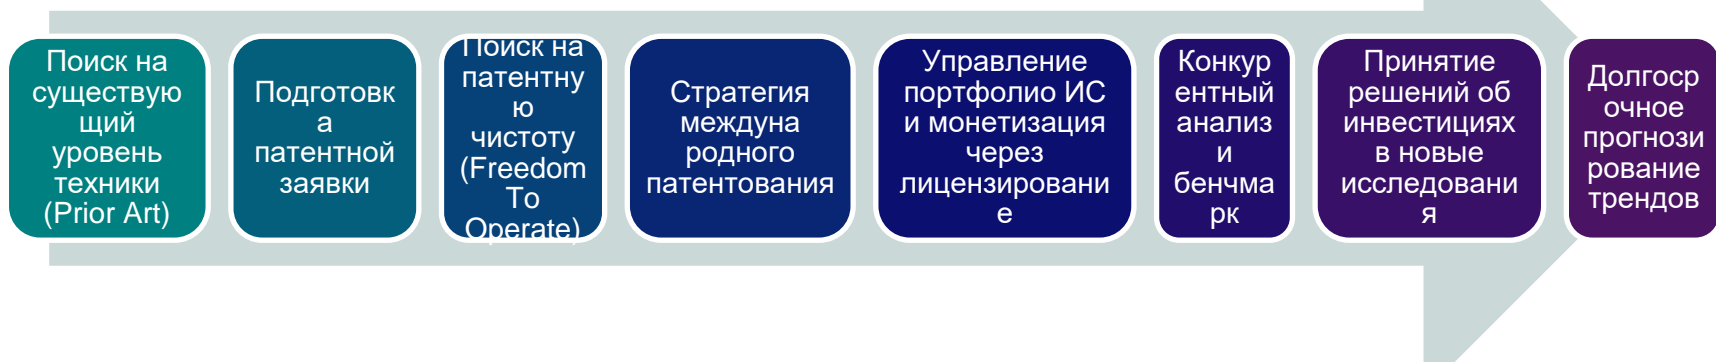 Поиск на
существую
щий
уровень
техники
(Prior Art)
Подготовк
а
патентной
заявки
Поиск на
патентну
ю
чистоту
(Freedom
To
Operate)
Стратегия
междуна
родного
патентования
Управление
портфолио ИС
и монетизация
через
лицензировани
е
Конкур
ентный
анализ
и
бенчма
рк
Принятие
решений об
инвестициях
в новые
исследовани
я
Долгоср
очное
прогнози
рование
трендов